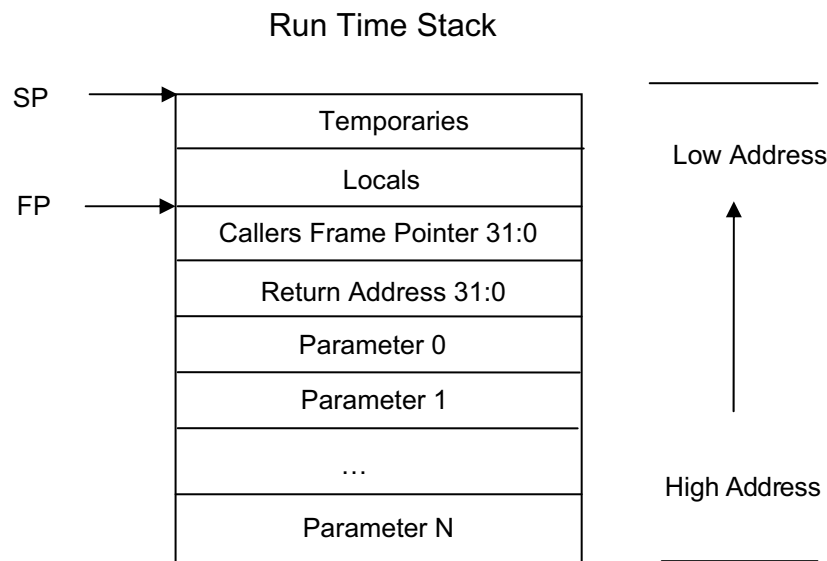 Run Time Stack
SP
Temporaries
Low Address
Locals
FP
Callers Frame Pointer 31:0
Return Address 31:0
Parameter 0
Parameter 1
…
High Address
Parameter N